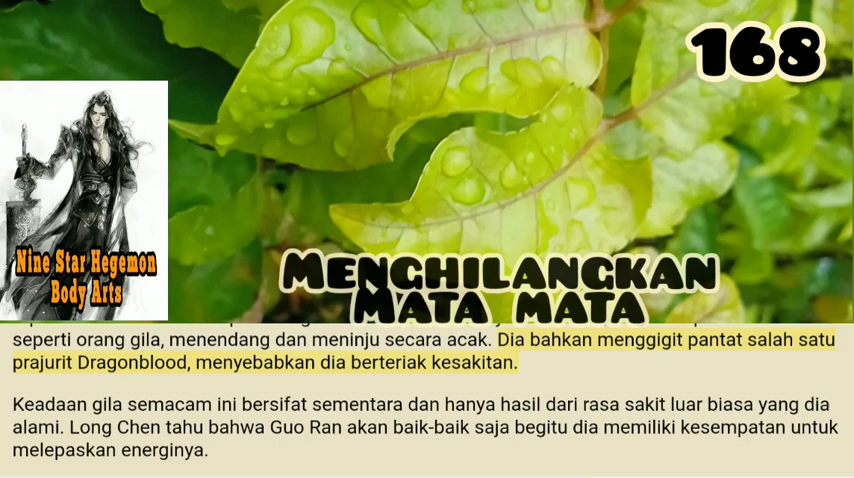 168
Nine Star Hegemon
Body Arts
Menghilangkan
Mata mata
seperti orang gila, menendang dan meninju secara acak. Dia bahkan menggigit pantat salah satu
prajurit Dragonblood, menyebabkan dia berteriak kesakitan.
Keadaan gila semacam ini bersifat sementara dan hanya hasil dari rasa sakit luar biasa yang dia
alami. Long Chen tahu bahwa Guo Ran akan baik-baik saja begitu dia memiliki kesempatan untuk
melepaskan energinya.